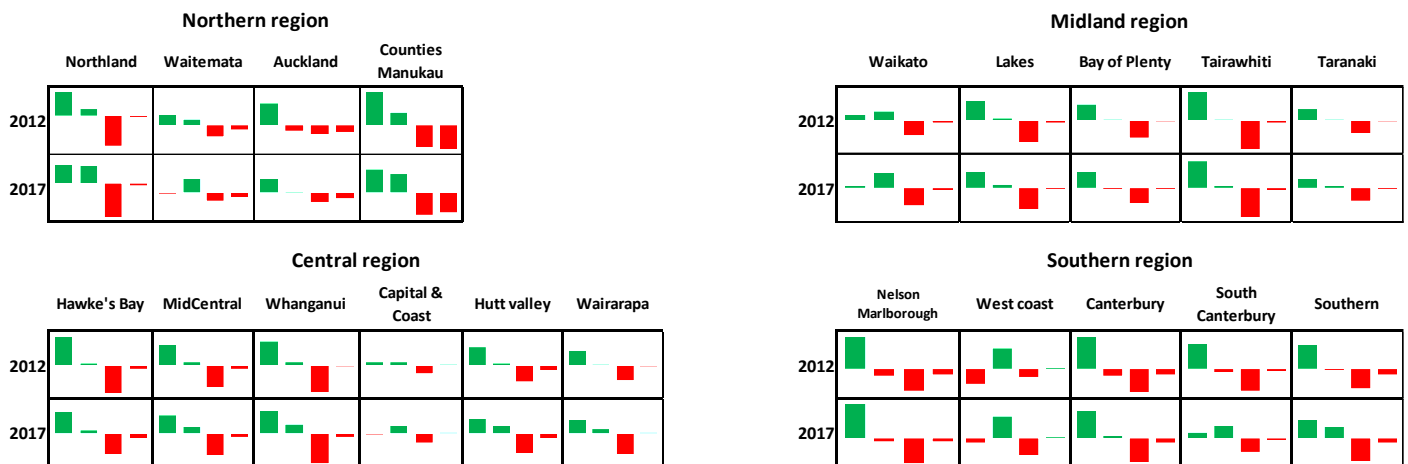 Northern region
Northland Waitemata Auckland Counties
Manukau
2012
2017
Midland region
Waikato Lakes Bay of Plenty Tairawhiti Taranaki
2012
2017
Central region
Hawke's Bay MidCentral Whanganui Capital &
Coast Hutt valley Wairarapa
2012
2017
Southern region
Nelson
Marlborough West coast Canterbury South
Canterbury Southern
2012
2017